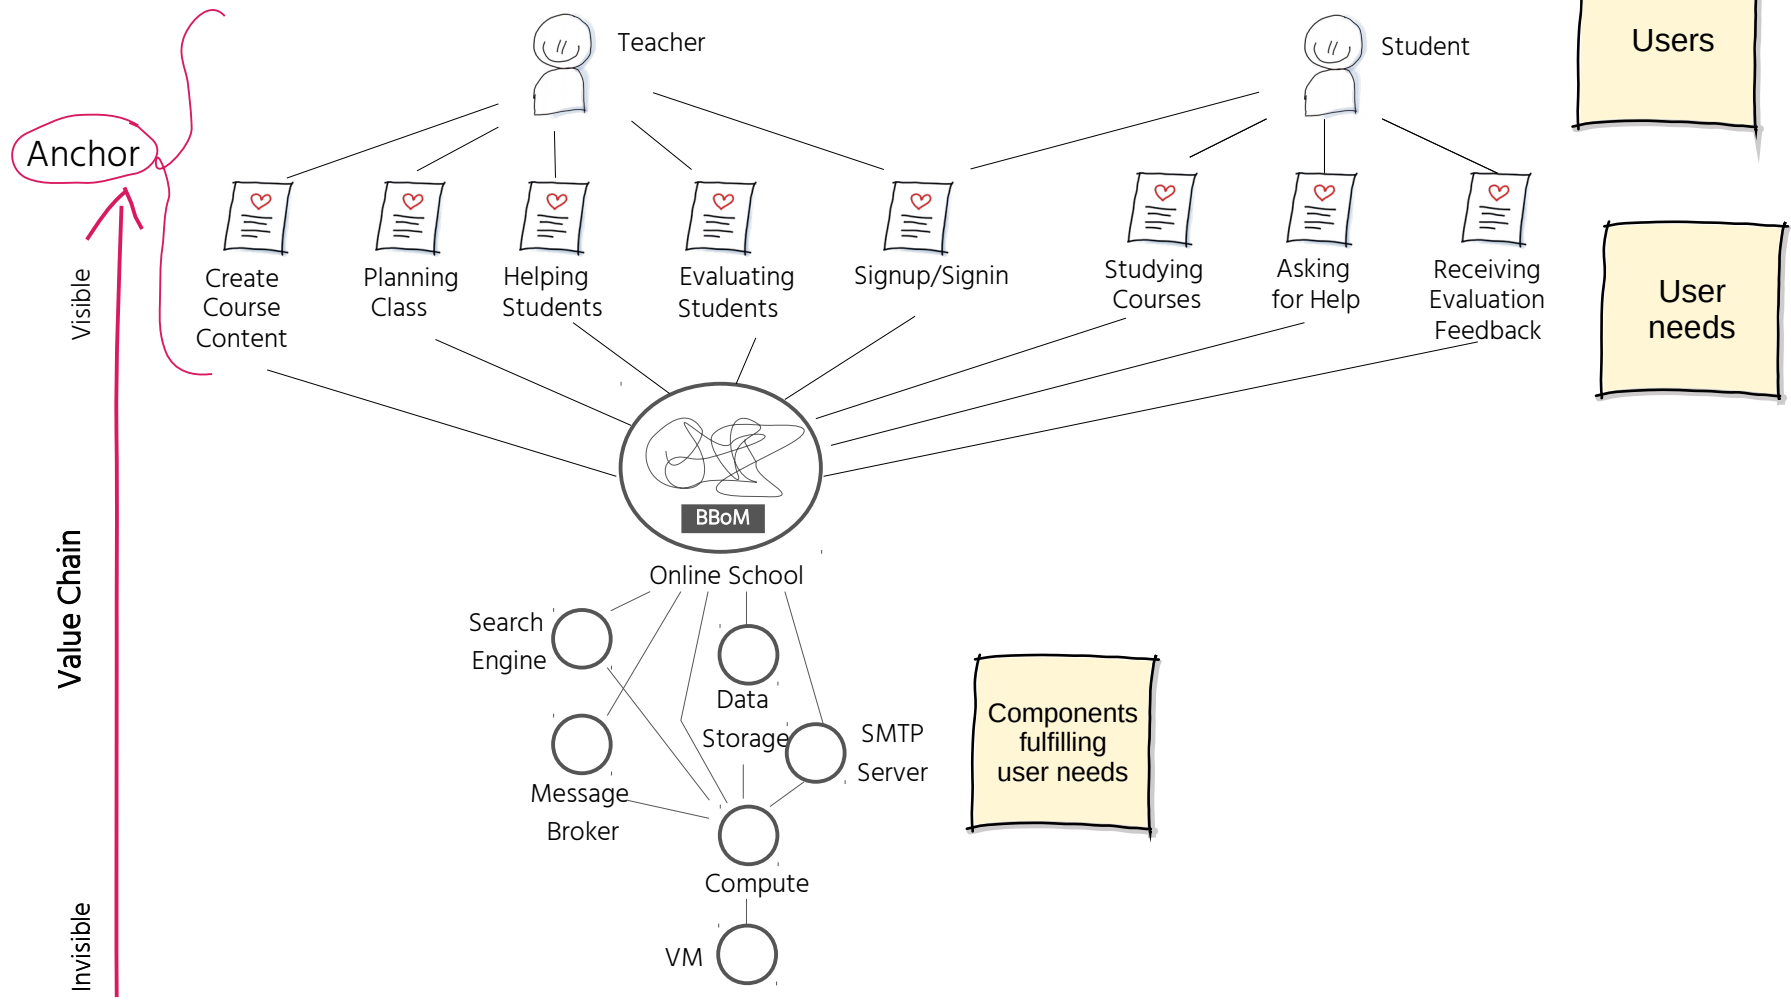 Teacher
Student
Users
Anchor
Create
Course
Content
Planning
Class
Helping
Students
Evaluating
Students
Signup/Signin
Studying
Courses
Asking
for Help
Receiving
Evaluation
Feedback
User
needs
Visible
BBoM
Online School
Value Chain
Search
Engine
Data
Storage
SMTP
Server
Message
Broker
Components
fulfilling
user needs
Compute
VM
Invisible